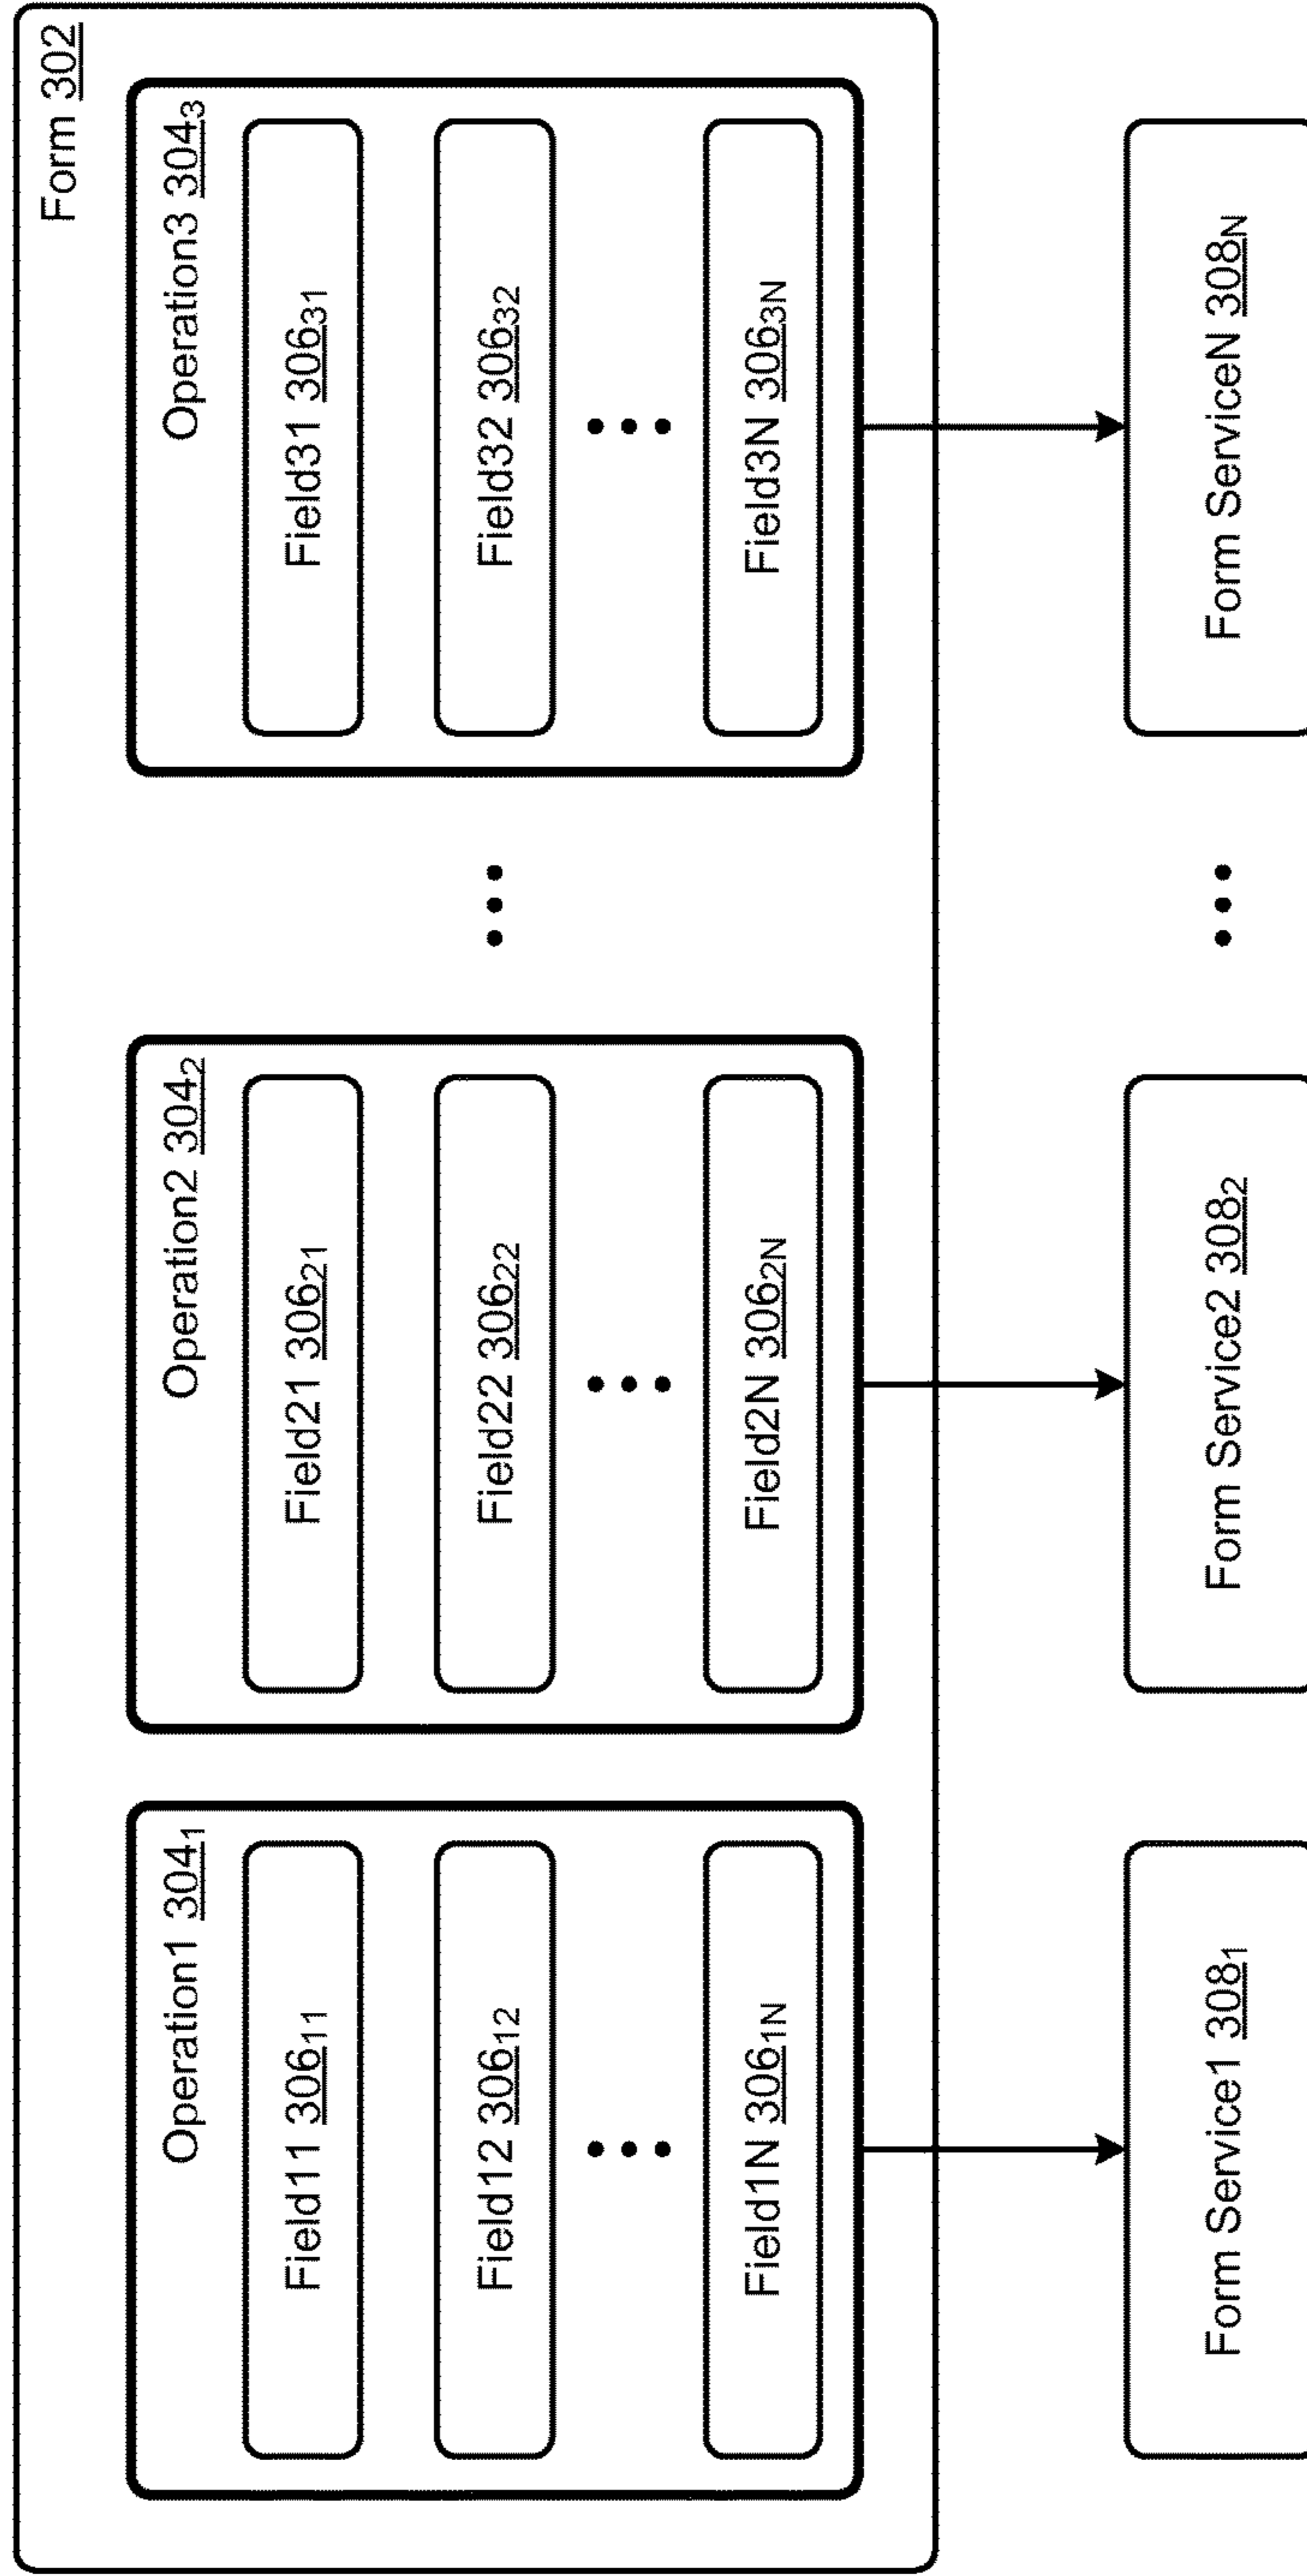 Form 302
Operation1 304₁
Field11 306₁₁
Field12 306₁₂
Field1N 306₁N
Operation2 304₂
Field21 306₂₁
Field22 306₂₂
Field2N 306₂N
Operation3 304₃
Field31 306₃₁
Field32 306₃₂
Field3N 306₃N
Form Service1 308₁
Form Service2 308₂
Form ServiceN 308N